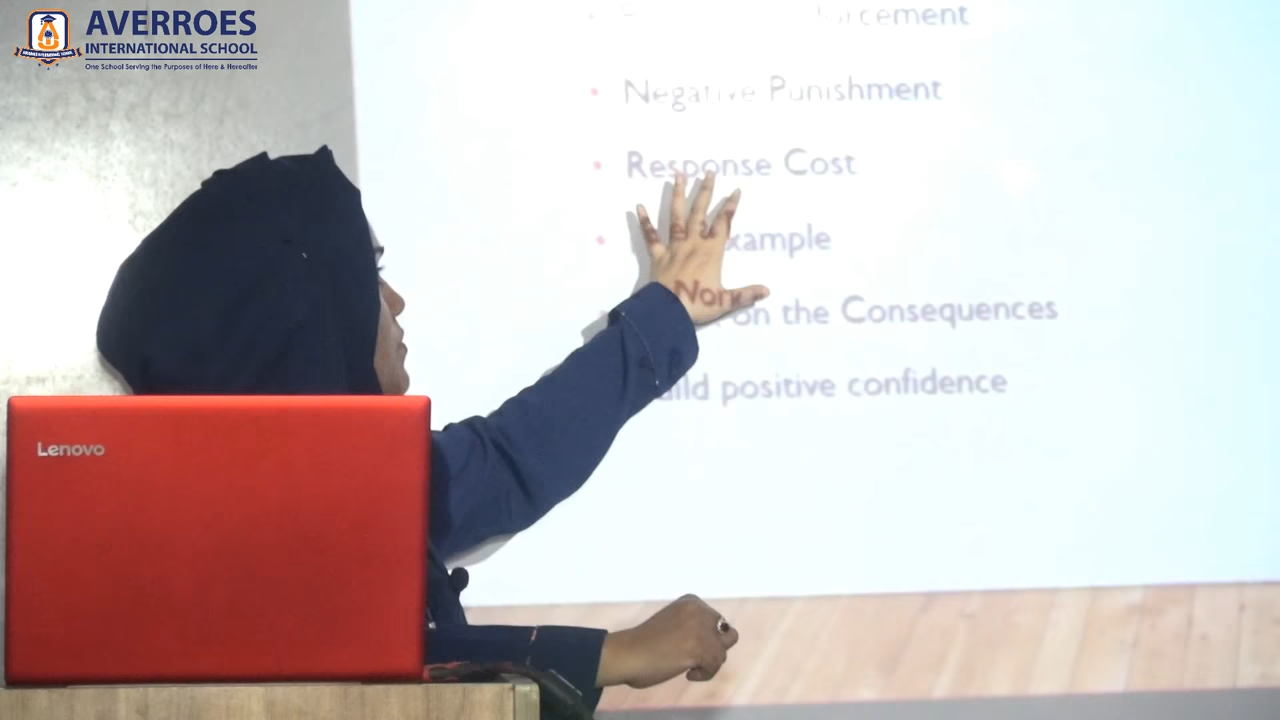 AVERROES
INTERNATIONAL SCHOOL
One School Serving the Purposes of Here & Hereafter
Negative Punishment
Response Cost
on the Consequences
positive confidence
Lenovo